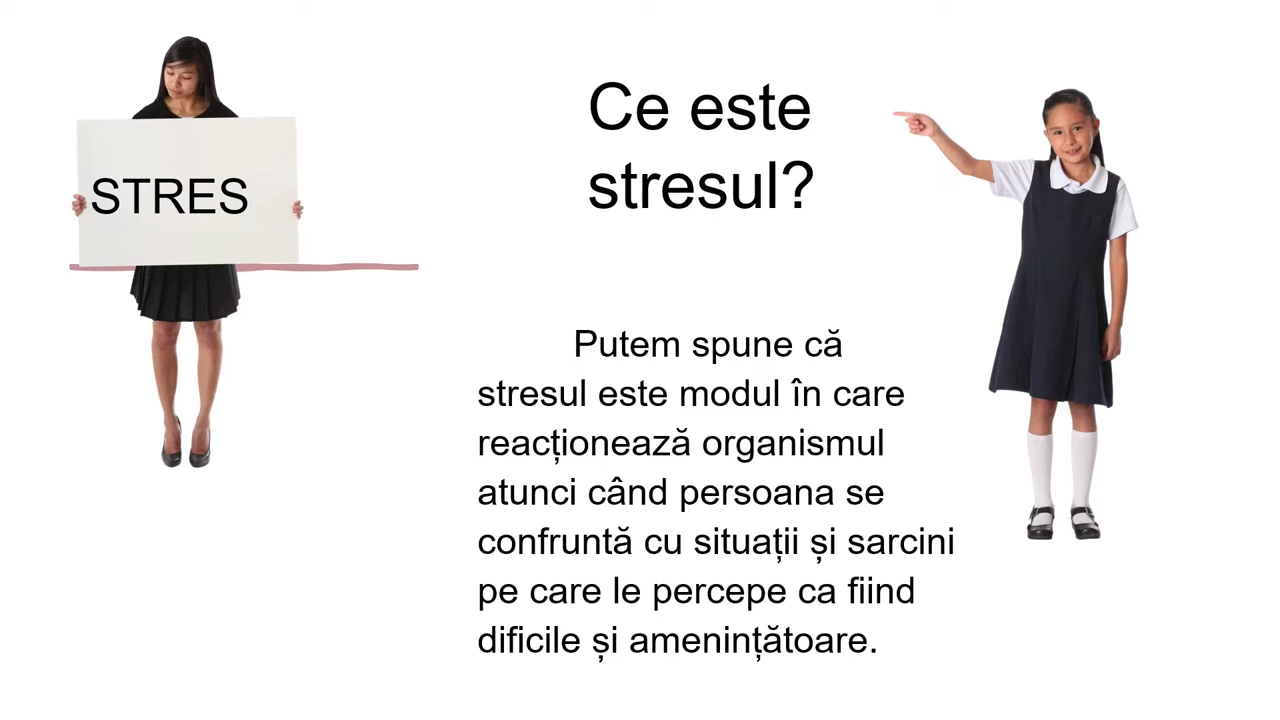 STRES
Ce este
stresul?
Putem spune că
stresul este modul în care
reacționează organismul
atunci când persoana se
confruntă cu situații și sarcini
pe care le percepe ca fiind
dificile și amenințătoare.